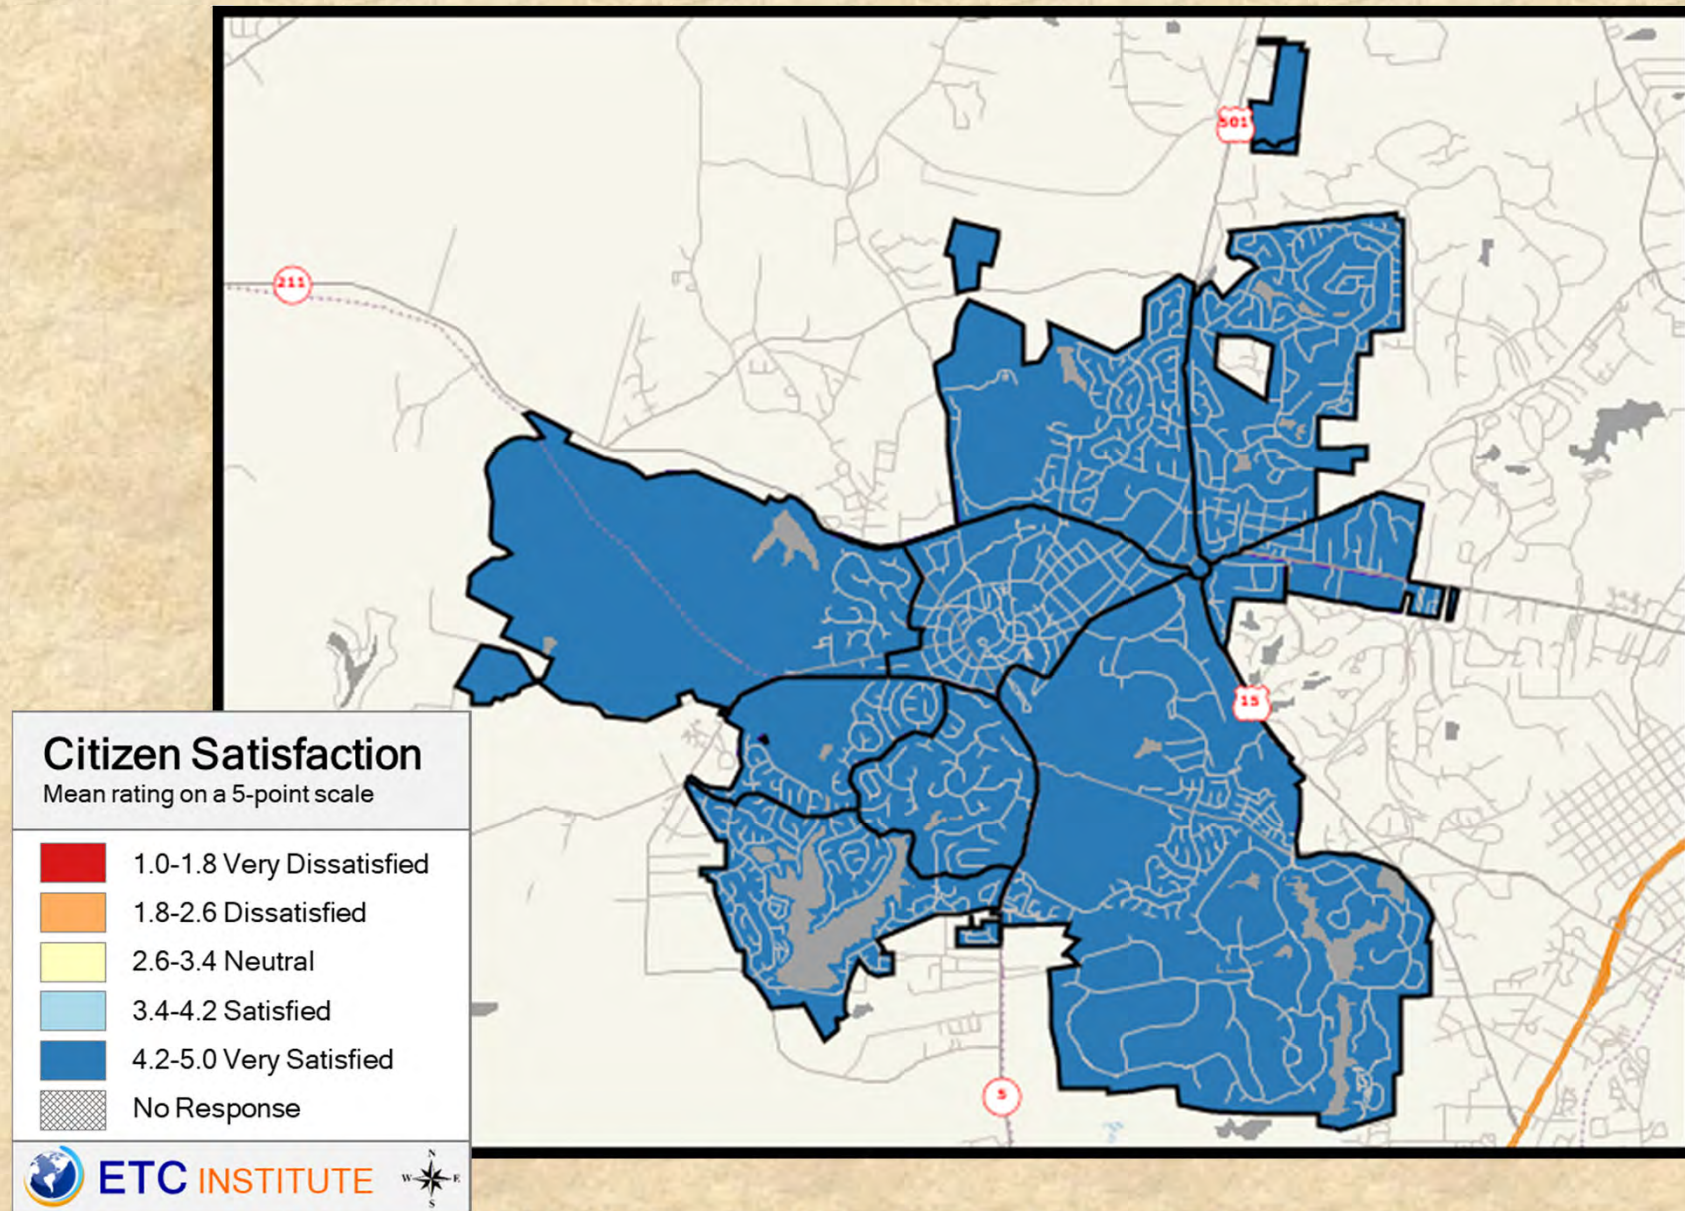 501
211
15
5
Citizen Satisfaction
Mean rating on a 5-point scale
1.0-1.8 Very Dissatisfied
1.8-2.6 Dissatisfied
2.6-3.4 Neutral
3.4-4.2 Satisfied
4.2-5.0 Very Satisfied
No Response
ETC INSTITUTE
N
W E
S